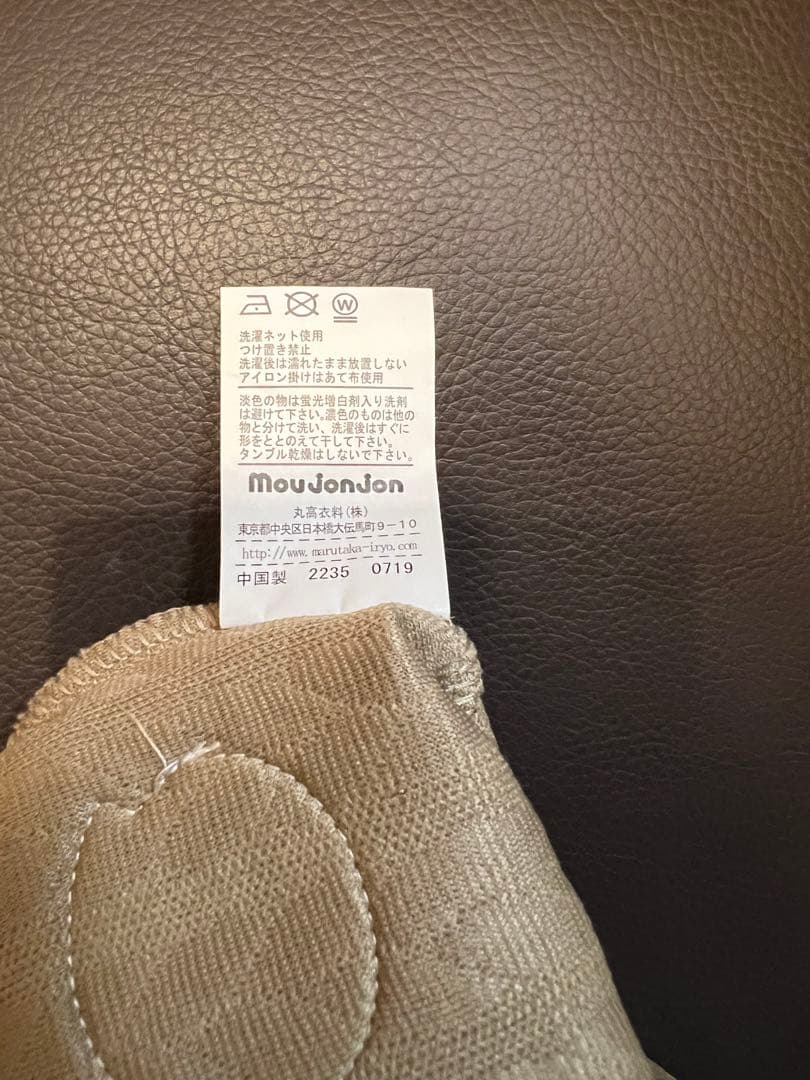 W
洗濯ネット使用
つけ置き禁止
洗濯後は濡れたまま放置しない
アイロン掛けはあて布使用
淡色の物は蛍光増白剤入り洗剤
は避けて下さい。濃色のものは他の
物と分けて洗い、洗濯後はすぐに
形をととのえて干して下さい。
タンブル乾燥はしないで下さい。
moujonjon
丸高衣料(株)
東京都中央区日本橋大伝馬町9-10
http://www.marutaka-iryo.com
中国製 2235 0719